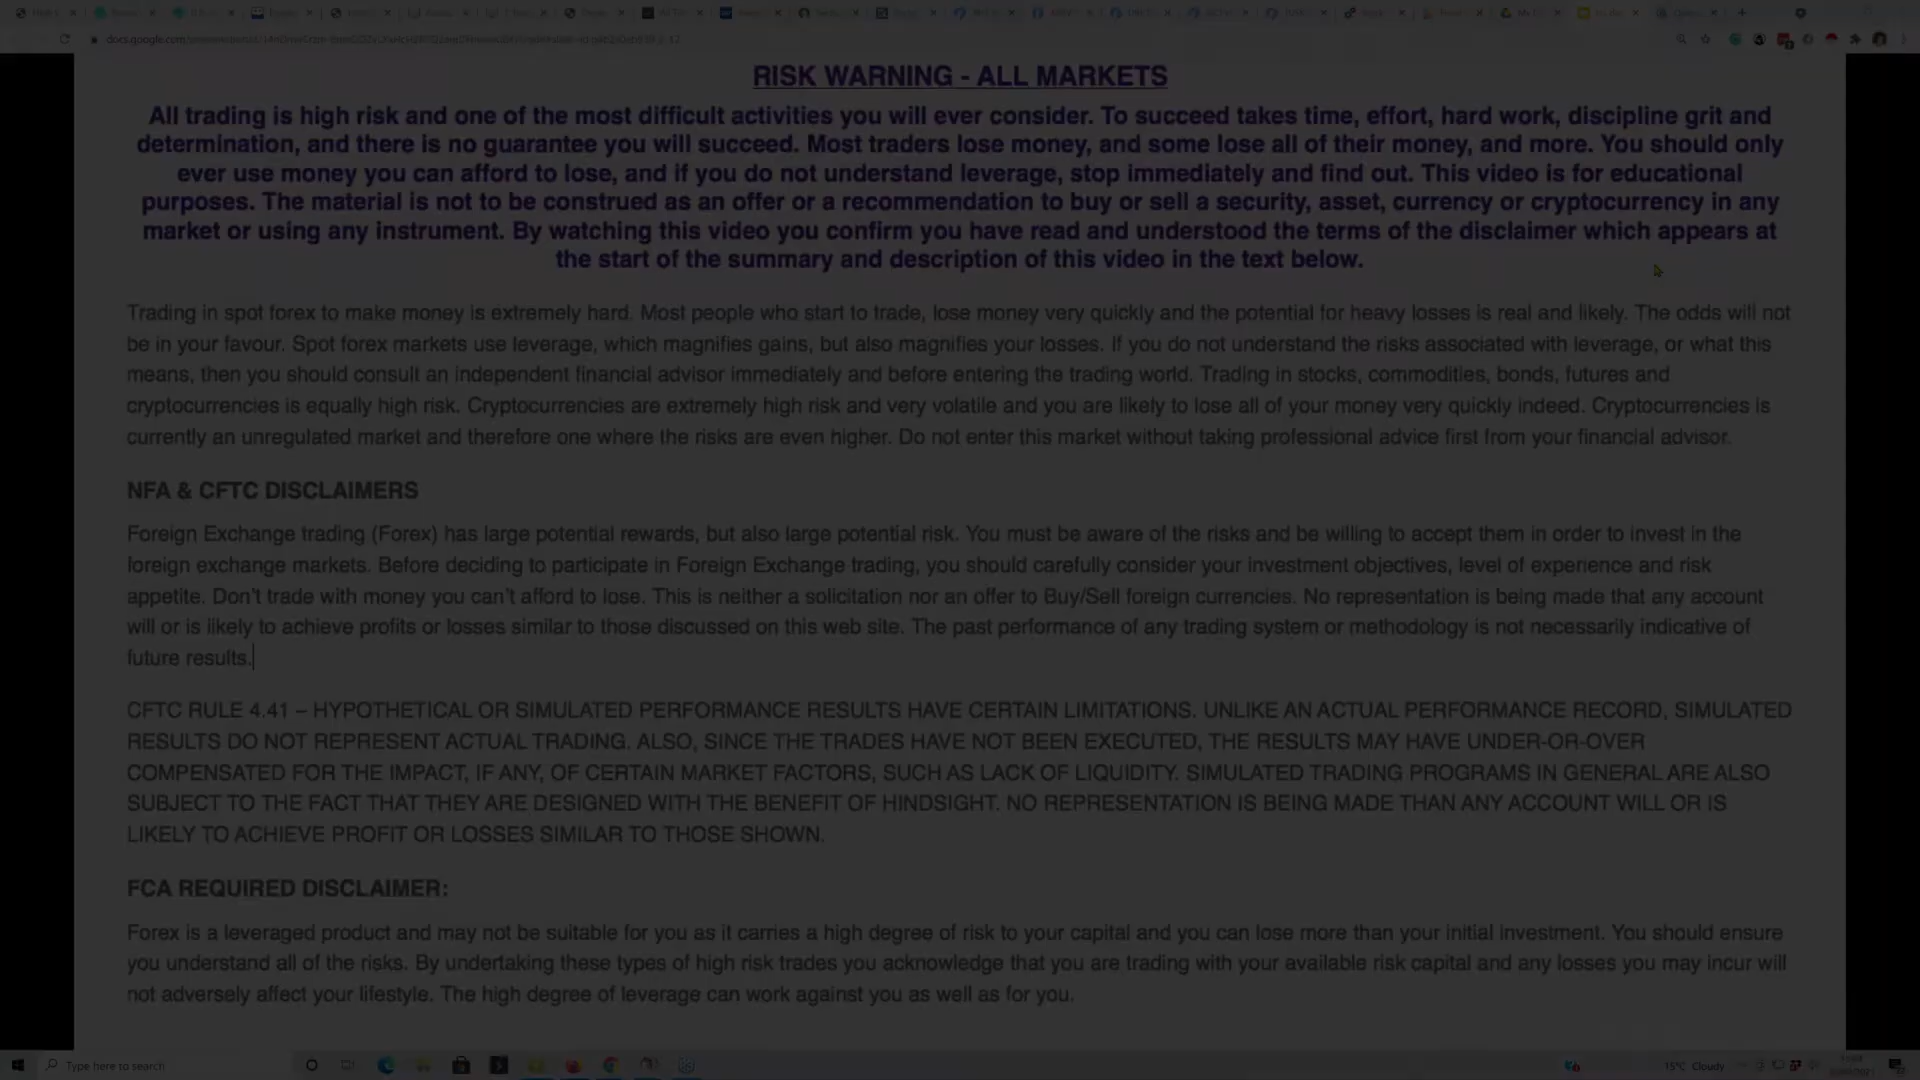 RISK WARNING - ALL MARKETS
All trading is high risk and one of the most difficult activities you will ever consider. To succeed takes time, effort, hard work, discipline grit and
determination, and there is no guarantee you will succeed. Most traders lose money, and some lose all of their money, and more. You should only
ever use money you can afford to lose, and if you do not understand leverage, stop immediately and find out. This video is for educational
purposes. The material is not to be construed as an offer or a recommendation to buy or sell a security, asset, currency or cryptocurrency in any
market or using any instrument. By watching this video you confirm you have read and understood the terms of the disclaimer which appears at
the start of the summary and description of this video in the text below.
Trading in spot forex to make money is extremely hard. Most people who start to trade, lose money very quickly and the potential for heavy losses is real and likely. The odds will not
be in your favour. Spot forex markets use leverage, which magnifies gains, but also magnifies your losses. If you do not understand the risks associated with leverage, or what this
means, then you should consult an independent financial advisor immediately and before entering the trading world. Trading in stocks, commodities, bonds, futures and
cryptocurrencies is equally high risk. Cryptocurrencies are extremely high risk and very volatile and you are likely to lose all of your money very quickly indeed. Cryptocurrencies is
currently an unregulated market and therefore one where the risks are even higher. Do not enter this market without taking professional advice first from your financial advisor.
NFA & CFTC DISCLAIMERS
Foreign Exchange trading (Forex) has large potential rewards, but also large potential risk. You must be aware of the risks and be willing to accept them in order to invest in the
foreign exchange markets. Before deciding to participate in Foreign Exchange trading, you should carefully consider your investment objectives, level of experience and risk
appetite. Don't trade with money you can't afford to lose. This is neither a solicitation nor an offer to Buy/Sell foreign currencies. No representation is being made that any account
will or is likely to achieve profits or losses similar to those discussed on this web site. The past performance of any trading system or methodology is not necessarily indicative of
future results.
CFTC RULE 4.41 – HYPOTHETICAL OR SIMULATED PERFORMANCE RESULTS HAVE CERTAIN LIMITATIONS. UNLIKE AN ACTUAL PERFORMANCE RECORD, SIMULATED
RESULTS DO NOT REPRESENT ACTUAL TRADING. ALSO, SINCE THE TRADES HAVE NOT BEEN EXECUTED, THE RESULTS MAY HAVE UNDER-OR-OVER
COMPENSATED FOR THE IMPACT, IF ANY, OF CERTAIN MARKET FACTORS, SUCH AS LACK OF LIQUIDITY. SIMULATED TRADING PROGRAMS IN GENERAL ARE ALSO
SUBJECT TO THE FACT THAT THEY ARE DESIGNED WITH THE BENEFIT OF HINDSIGHT. NO REPRESENTATION IS BEING MADE THAN ANY ACCOUNT WILL OR IS
LIKELY TO ACHIEVE PROFIT OR LOSSES SIMILAR TO THOSE SHOWN.
FCA REQUIRED DISCLAIMER:
Forex is a leveraged product and may not be suitable for you as it carries a high degree of risk to your capital and you can lose more than your initial investment. You should ensure
you understand all of the risks. By undertaking these types of high risk trades you acknowledge that you are trading with your available risk capital and any losses you may incur will
not adversely affect your lifestyle. The high degree of leverage can work against you as well as for you.
Type here to search
15°C Cloudy